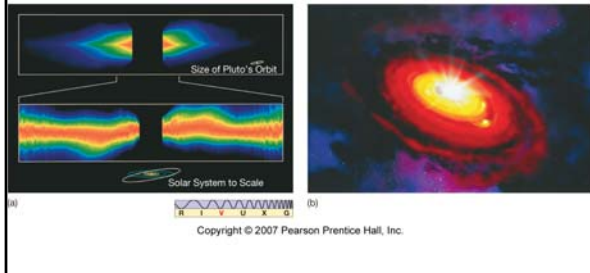 Size of Pluto's Orbit
Solar System to Scale
(a)
(b)
R I V U X G
Copyright © 2007 Pearson Prentice Hall, Inc.